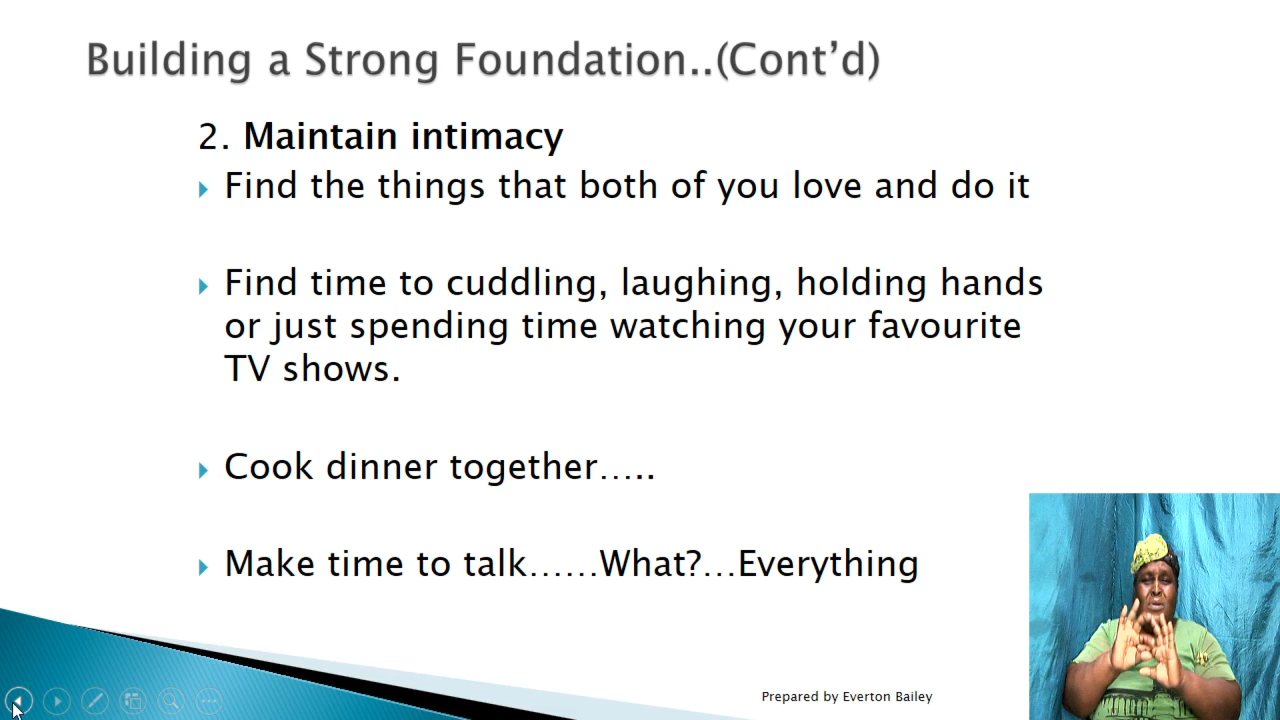 Building a Strong Foundation..(Cont’d)
2. Maintain intimacy
Find the things that both of you love and do it
Find time to cuddling, laughing, holding hands
or just spending time watching your favourite
TV shows.
Cook dinner together…..
Make time to talk……What?…Everything
Prepared by Everton Bailey